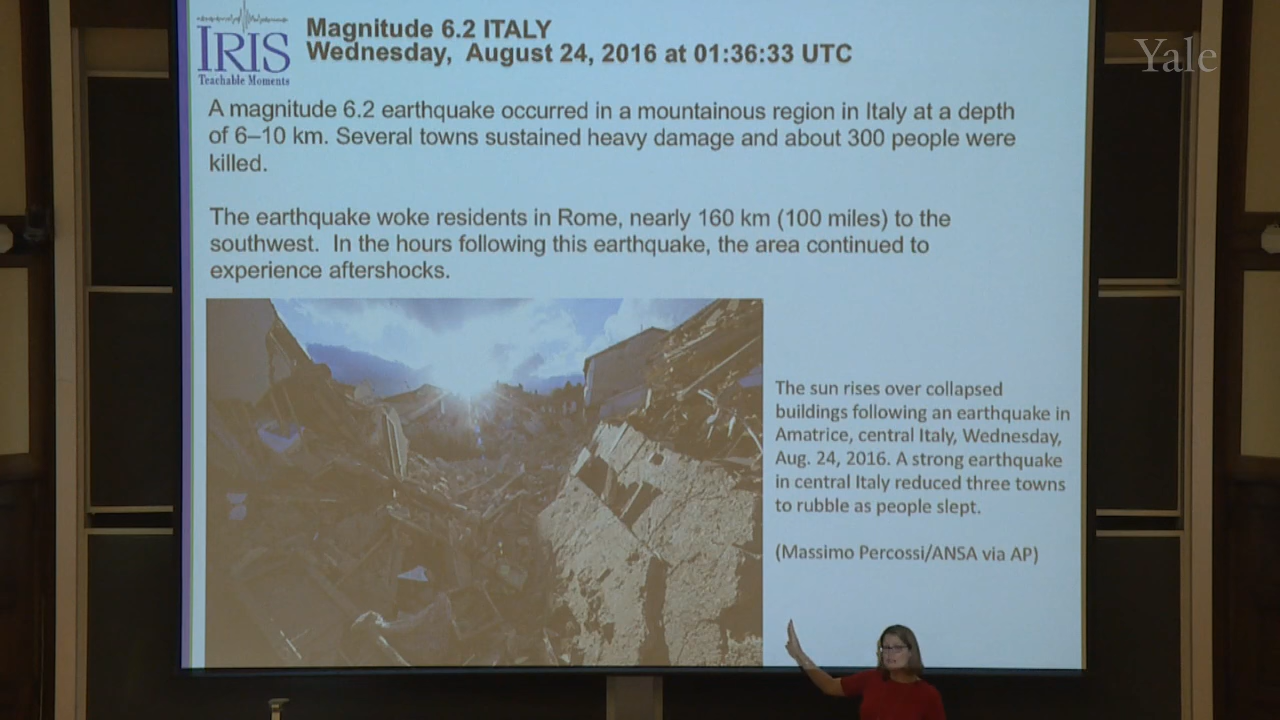 IRIS
Teachable Moments
Magnitude 6.2 ITALY
Wednesday, August 24, 2016 at 01:36:33 UTC
Yale
A magnitude 6.2 earthquake occurred in a mountainous region in Italy at a depth
of 6–10 km. Several towns sustained heavy damage and about 300 people were
killed.
The earthquake woke residents in Rome, nearly 160 km (100 miles) to the
southwest. In the hours following this earthquake, the area continued to
experience aftershocks.
The sun rises over collapsed
buildings following an earthquake in
Amatrice, central Italy, Wednesday,
Aug. 24, 2016. A strong earthquake
in central Italy reduced three towns
to rubble as people slept.
(Massimo Percossi/ANSA via AP)